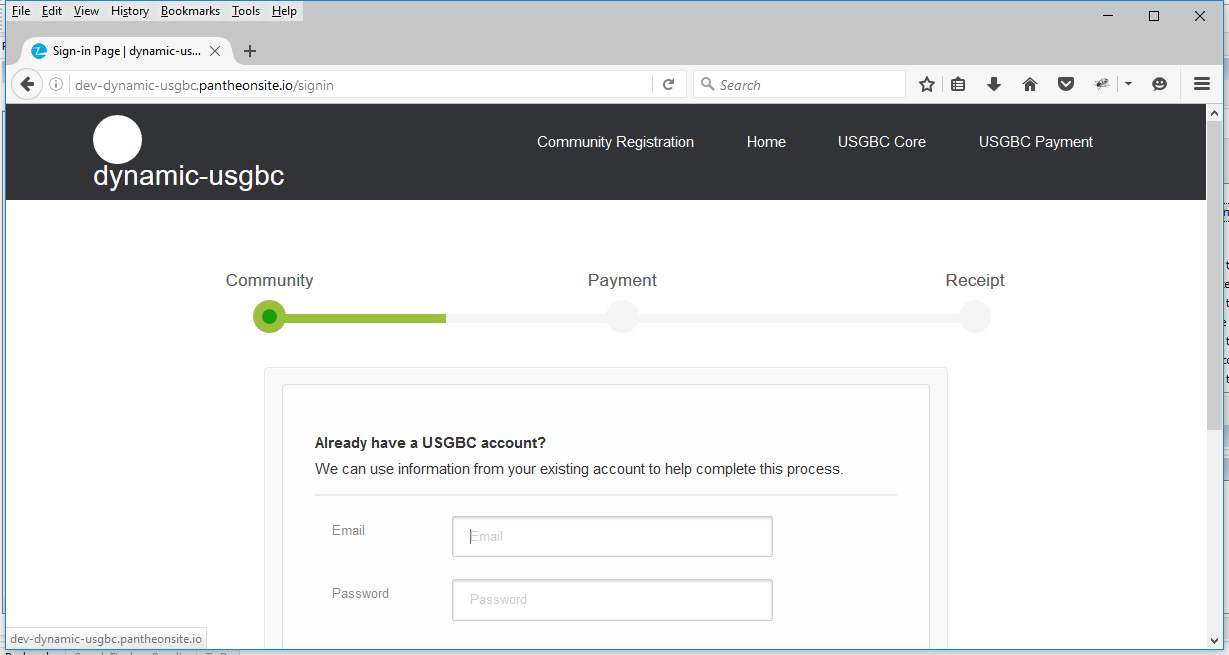 File Edit View History Bookmarks Tools Help
Sign-in Page | dynamic-us...
dev-dynamic-usgbc.pantheonsite.io/signin
Search
Community Registration Home USGBC Core USGBC Payment
dynamic-usgbc
Community Payment Receipt
Already have a USGBC account?
We can use information from your existing account to help complete this process.
Email Email
Password Password
dev-dynamic-usgbc.pantheonsite.io